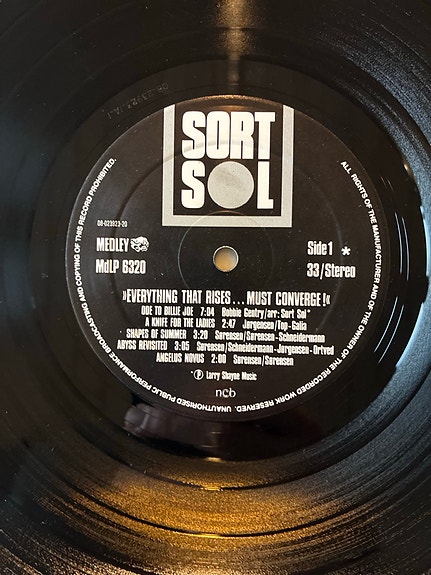 SORT
SOL
08-023923-20
MEDLEY
MdLP 6320
Side 1 *
33/Stereo
»EVERYTHING THAT RISES...MUST CONVERGE!«
ODE TO BILLIE JOE 7:04 Bobbie Gentry/arr: Sort Sol*
A KNIFE FOR THE LADIES 2:47 Jørgensen/Top-Galia
SHAPES OF SUMMER 3:20 Sørensen/Sørensen-Schneidermann
ABYSS REVISITED 3:05 Sørensen/Schneidermann-Jørgensen-Ortved
ANGELUS NOVUS 2:00 Sørensen/Sørensen
* Ⓟ Larry Shayne Music
ncb
ALL RIGHTS OF THE MANUFACTURER AND OF THE OWNER OF THE RECORDED WORK RESERVED. UNAUTHORISED PUBLIC PERFORMANCE BROADCASTING AND COPYING OF THIS RECORD PROHIBITED.